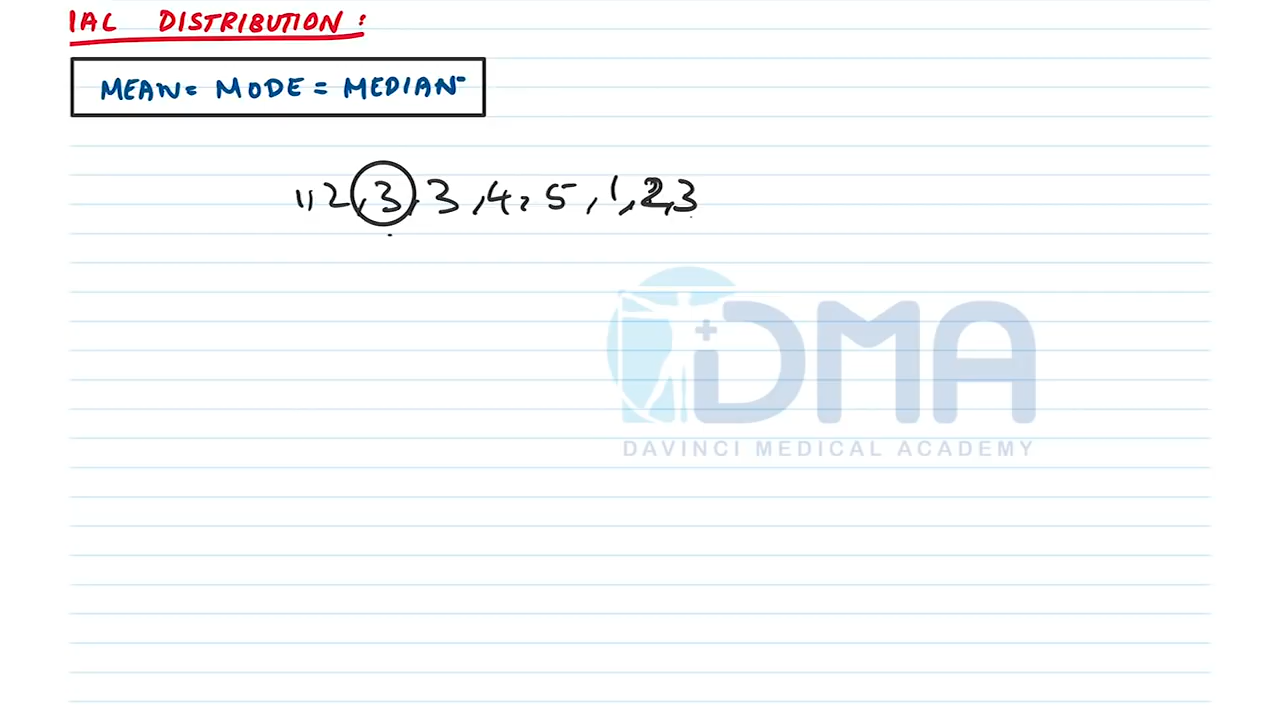 IAL DISTRIBUTION :
MEAN = MODE = MEDIAN
1, 2, 3, 3, 4, 5, 1, 2, 3
DMA
DAVINCI MEDICAL ACADEMY